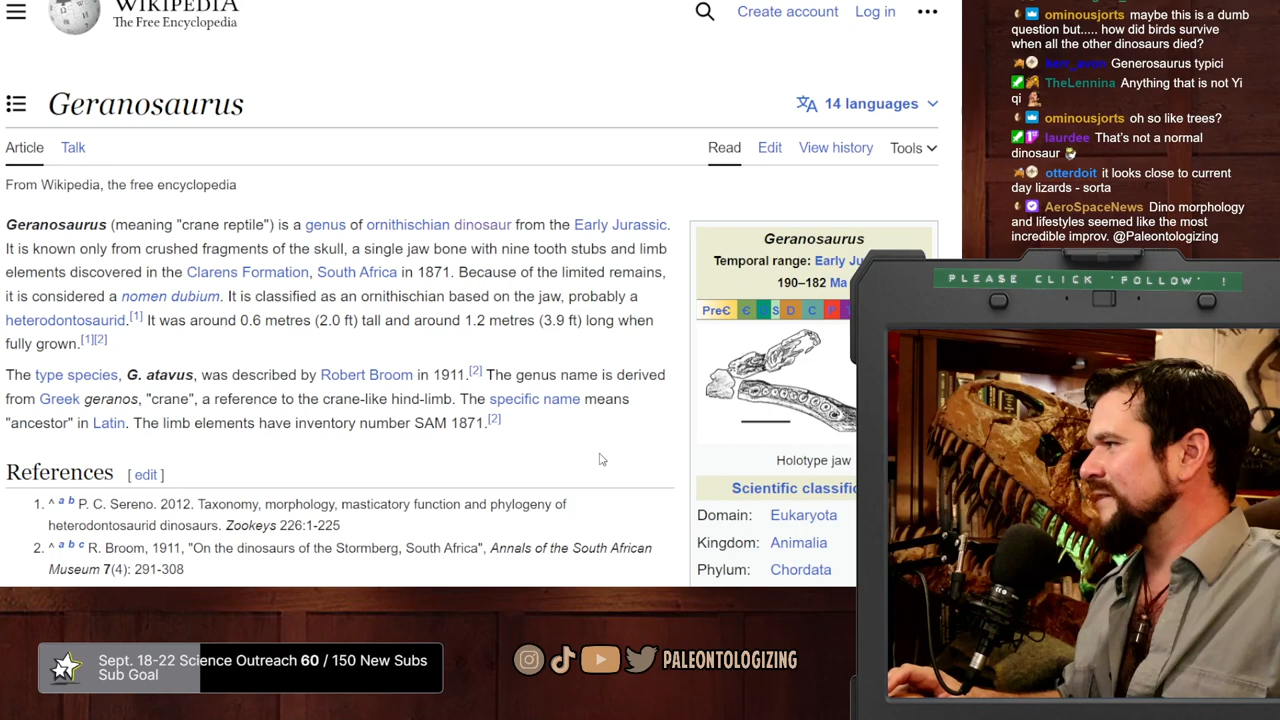 WIKIPEDIA
The Free Encyclopedia
Create account
Log in
Geranosaurus
14 languages
Article
Talk
Read
Edit
View history
Tools
From Wikipedia, the free encyclopedia
Geranosaurus (meaning "crane reptile") is a genus of ornithischian dinosaur from the Early Jurassic.
It is known only from crushed fragments of the skull, a single jaw bone with nine tooth stubs and limb
elements discovered in the Clarens Formation, South Africa in 1871. Because of the limited remains,
it is considered a nomen dubium. It is classified as an ornithischian based on the jaw, probably a
heterodontosaurid.[1] It was around 0.6 metres (2.0 ft) tall and around 1.2 metres (3.9 ft) long when
fully grown.[1][2]
The type species, G. atavus, was described by Robert Broom in 1911.[2] The genus name is derived
from Greek geranos, "crane", a reference to the crane-like hind-limb. The specific name means
"ancestor" in Latin. The limb elements have inventory number SAM 1871.[2]
References [ edit ]
1. ^ a b P. C. Sereno. 2012. Taxonomy, morphology, masticatory function and phylogeny of
heterodontosaurid dinosaurs. Zookeys 226:1-225
2. ^ a b c R. Broom, 1911, "On the dinosaurs of the Stormberg, South Africa", Annals of the South African
Museum 7(4): 291-308
Geranosaurus
Temporal range: Early Ju
190–182 Ma
PreꞒ Ꞓ O S D C P
Holotype jaw
Scientific classific
Domain: Eukaryota
Kingdom: Animalia
Phylum: Chordata
ominousjorts maybe this is a dumb
question but..... how did birds survive
when all the other dinosaurs died?
Generosaurus typici
TheLennina Anything that is not Yi
qi
ominousjorts oh so like trees?
laurdee That's not a normal
dinosaur
otterdoit it looks close to current
day lizards - sorta
AeroSpaceNews Dino morphology
and lifestyles seemed like the most
incredible improv. @Paleontologizing
PLEASE CLICK 'FOLLOW' !
Sept. 18-22 Science Outreach 60 / 150 New Subs
Sub Goal
PALEONTOLOGIZING